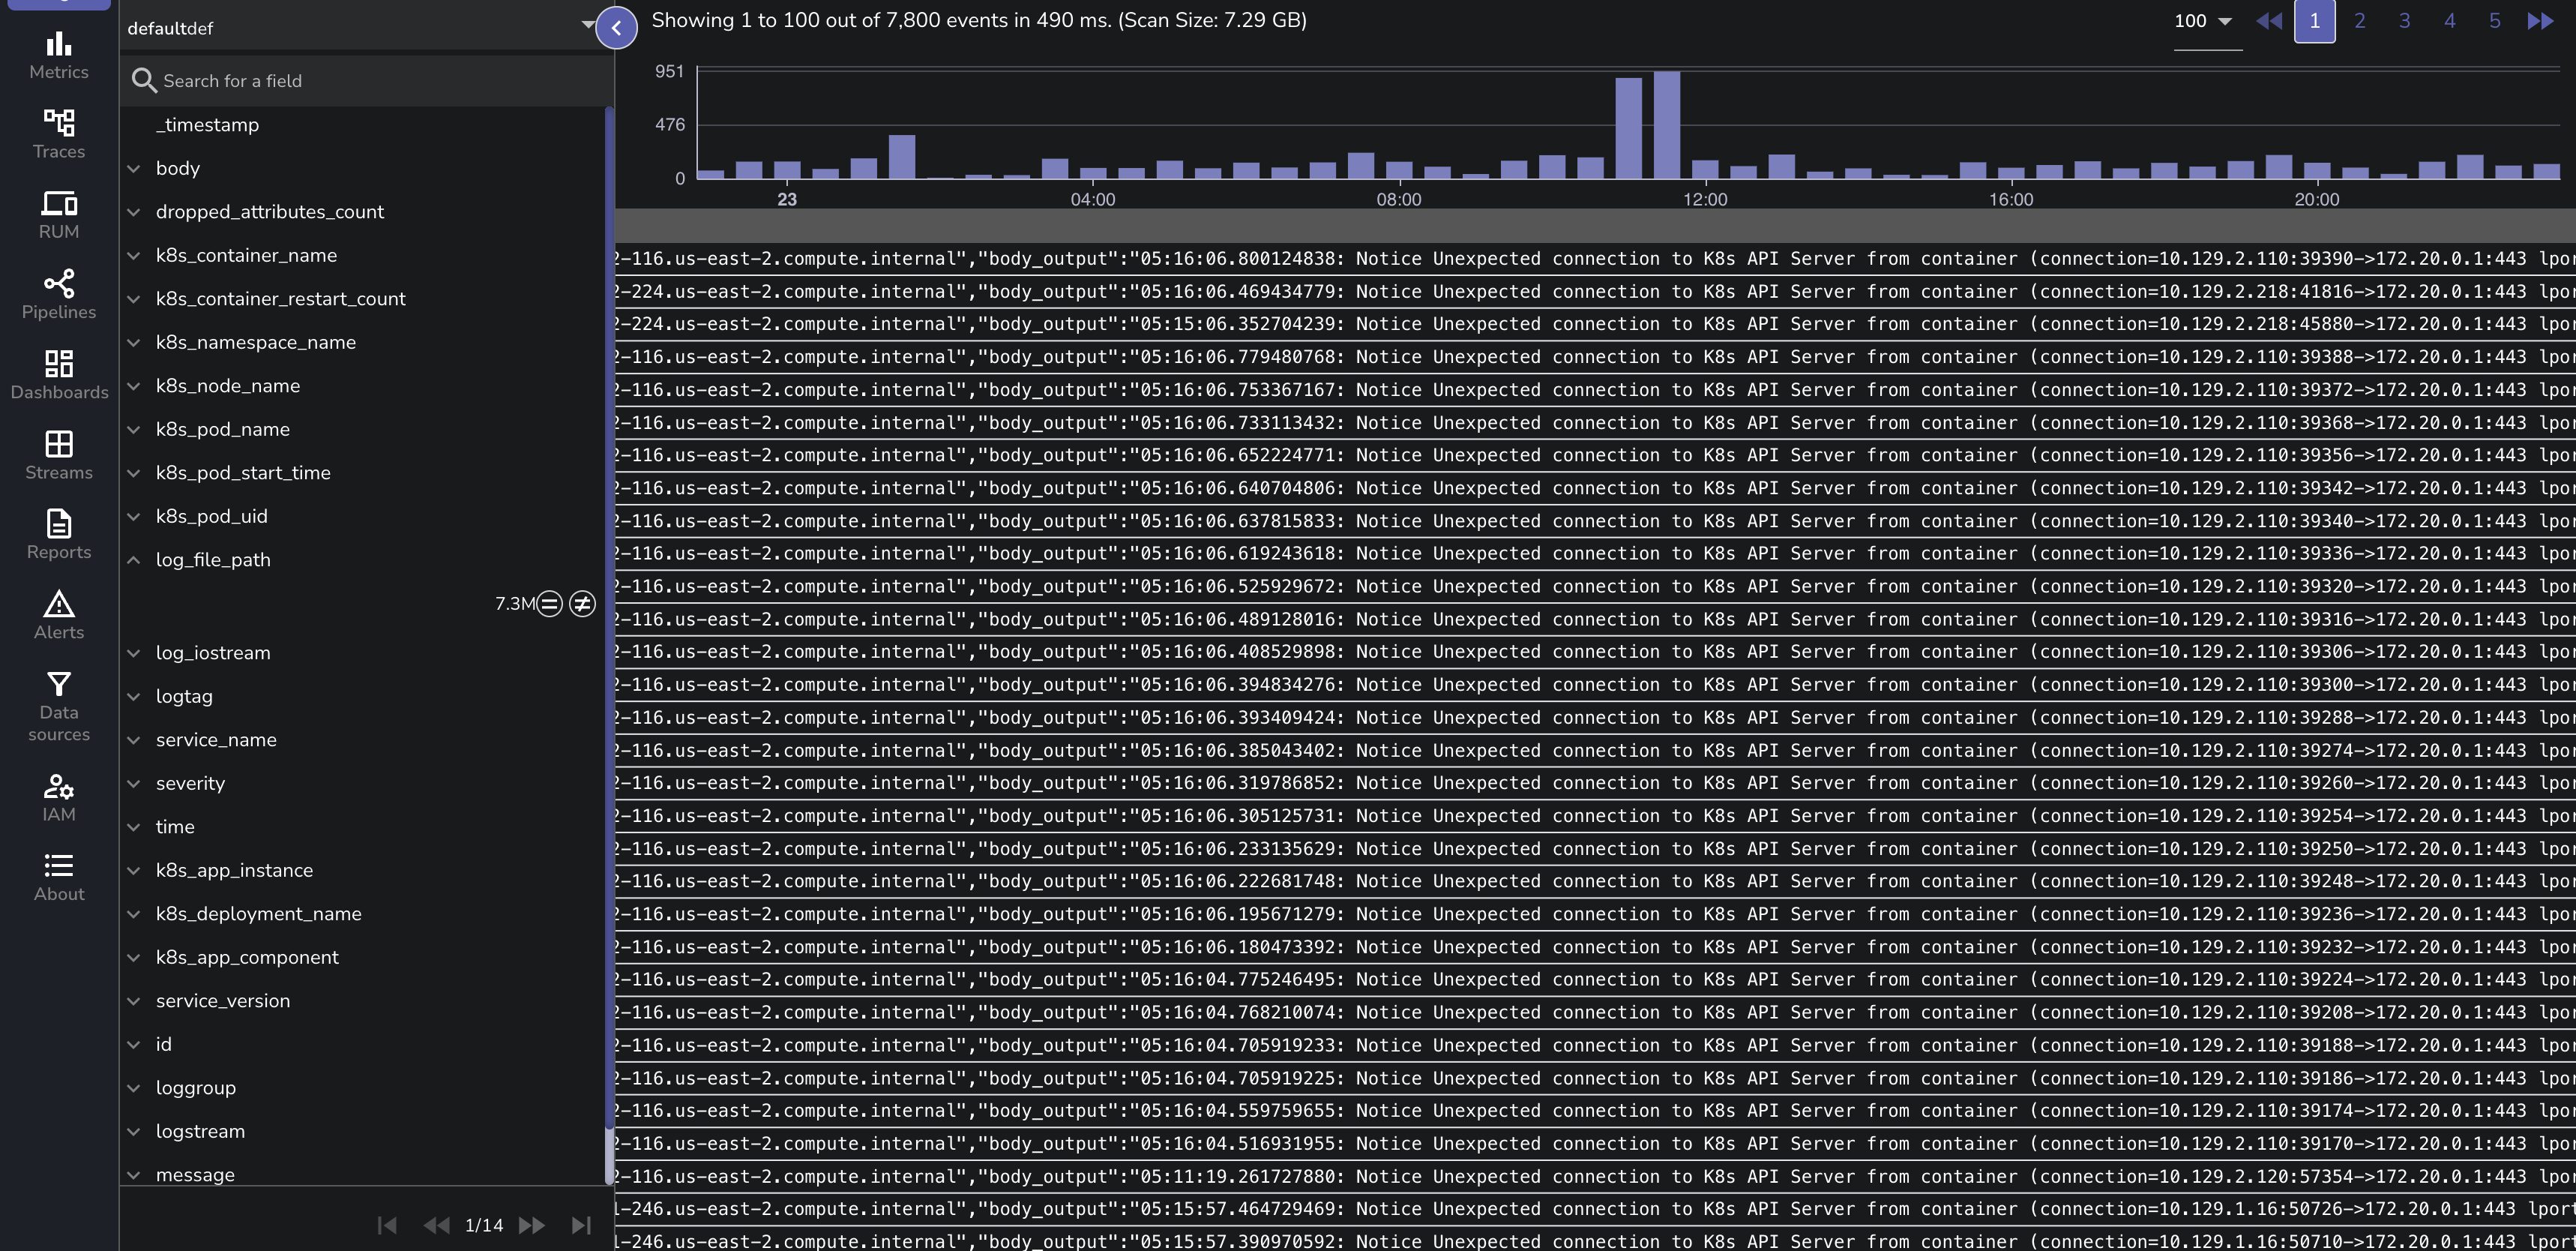 Metrics
Traces
RUM
Pipelines
Dashboards
Streams
Reports
Alerts
Data
sources
IAM
About
defaultdef
Search for a field
_timestamp
body
dropped_attributes_count
k8s_container_name
k8s_container_restart_count
k8s_namespace_name
k8s_node_name
k8s_pod_name
k8s_pod_start_time
k8s_pod_uid
log_file_path
7.3M
log_iostream
logtag
service_name
severity
time
k8s_app_instance
k8s_deployment_name
k8s_app_component
service_version
id
loggroup
logstream
message
1/14
Showing 1 to 100 out of 7,800 events in 490 ms. (Scan Size: 7.29 GB)
100 1 2 3 4 5
951
476
0
23 04:00 08:00 12:00 16:00 20:00
2-116.us-east-2.compute.internal","body_output":"05:16:06.800124838: Notice Unexpected connection to K8s API Server from container (connection=10.129.2.110:39390->172.20.0.1:443 lpor
2-224.us-east-2.compute.internal","body_output":"05:16:06.469434779: Notice Unexpected connection to K8s API Server from container (connection=10.129.2.218:41816->172.20.0.1:443 lpor
2-224.us-east-2.compute.internal","body_output":"05:15:06.352704239: Notice Unexpected connection to K8s API Server from container (connection=10.129.2.218:45880->172.20.0.1:443 lpor
2-116.us-east-2.compute.internal","body_output":"05:16:06.779480768: Notice Unexpected connection to K8s API Server from container (connection=10.129.2.110:39388->172.20.0.1:443 lpor
2-116.us-east-2.compute.internal","body_output":"05:16:06.753367167: Notice Unexpected connection to K8s API Server from container (connection=10.129.2.110:39372->172.20.0.1:443 lpor
2-116.us-east-2.compute.internal","body_output":"05:16:06.733113432: Notice Unexpected connection to K8s API Server from container (connection=10.129.2.110:39368->172.20.0.1:443 lpor
2-116.us-east-2.compute.internal","body_output":"05:16:06.652224771: Notice Unexpected connection to K8s API Server from container (connection=10.129.2.110:39356->172.20.0.1:443 lpor
2-116.us-east-2.compute.internal","body_output":"05:16:06.640704806: Notice Unexpected connection to K8s API Server from container (connection=10.129.2.110:39342->172.20.0.1:443 lpor
2-116.us-east-2.compute.internal","body_output":"05:16:06.637815833: Notice Unexpected connection to K8s API Server from container (connection=10.129.2.110:39340->172.20.0.1:443 lpor
2-116.us-east-2.compute.internal","body_output":"05:16:06.619243618: Notice Unexpected connection to K8s API Server from container (connection=10.129.2.110:39336->172.20.0.1:443 lpor
2-116.us-east-2.compute.internal","body_output":"05:16:06.525929672: Notice Unexpected connection to K8s API Server from container (connection=10.129.2.110:39320->172.20.0.1:443 lpor
2-116.us-east-2.compute.internal","body_output":"05:16:06.489128016: Notice Unexpected connection to K8s API Server from container (connection=10.129.2.110:39316->172.20.0.1:443 lpor
2-116.us-east-2.compute.internal","body_output":"05:16:06.408529898: Notice Unexpected connection to K8s API Server from container (connection=10.129.2.110:39306->172.20.0.1:443 lpor
2-116.us-east-2.compute.internal","body_output":"05:16:06.394834276: Notice Unexpected connection to K8s API Server from container (connection=10.129.2.110:39300->172.20.0.1:443 lpor
2-116.us-east-2.compute.internal","body_output":"05:16:06.393409424: Notice Unexpected connection to K8s API Server from container (connection=10.129.2.110:39288->172.20.0.1:443 lpor
2-116.us-east-2.compute.internal","body_output":"05:16:06.385043402: Notice Unexpected connection to K8s API Server from container (connection=10.129.2.110:39274->172.20.0.1:443 lpor
2-116.us-east-2.compute.internal","body_output":"05:16:06.319786852: Notice Unexpected connection to K8s API Server from container (connection=10.129.2.110:39260->172.20.0.1:443 lpor
2-116.us-east-2.compute.internal","body_output":"05:16:06.305125731: Notice Unexpected connection to K8s API Server from container (connection=10.129.2.110:39254->172.20.0.1:443 lpor
2-116.us-east-2.compute.internal","body_output":"05:16:06.233135629: Notice Unexpected connection to K8s API Server from container (connection=10.129.2.110:39250->172.20.0.1:443 lpor
2-116.us-east-2.compute.internal","body_output":"05:16:06.222681748: Notice Unexpected connection to K8s API Server from container (connection=10.129.2.110:39248->172.20.0.1:443 lpor
2-116.us-east-2.compute.internal","body_output":"05:16:06.195671279: Notice Unexpected connection to K8s API Server from container (connection=10.129.2.110:39236->172.20.0.1:443 lpor
2-116.us-east-2.compute.internal","body_output":"05:16:06.180473392: Notice Unexpected connection to K8s API Server from container (connection=10.129.2.110:39232->172.20.0.1:443 lpor
2-116.us-east-2.compute.internal","body_output":"05:16:04.775246495: Notice Unexpected connection to K8s API Server from container (connection=10.129.2.110:39224->172.20.0.1:443 lpor
2-116.us-east-2.compute.internal","body_output":"05:16:04.768210074: Notice Unexpected connection to K8s API Server from container (connection=10.129.2.110:39208->172.20.0.1:443 lpor
2-116.us-east-2.compute.internal","body_output":"05:16:04.705919233: Notice Unexpected connection to K8s API Server from container (connection=10.129.2.110:39188->172.20.0.1:443 lpor
2-116.us-east-2.compute.internal","body_output":"05:16:04.705919225: Notice Unexpected connection to K8s API Server from container (connection=10.129.2.110:39186->172.20.0.1:443 lpor
2-116.us-east-2.compute.internal","body_output":"05:16:04.559759655: Notice Unexpected connection to K8s API Server from container (connection=10.129.2.110:39174->172.20.0.1:443 lpor
2-116.us-east-2.compute.internal","body_output":"05:16:04.516931955: Notice Unexpected connection to K8s API Server from container (connection=10.129.2.110:39170->172.20.0.1:443 lpor
2-116.us-east-2.compute.internal","body_output":"05:11:19.261727880: Notice Unexpected connection to K8s API Server from container (connection=10.129.2.120:57354->172.20.0.1:443 lpor
1-246.us-east-2.compute.internal","body_output":"05:15:57.464729469: Notice Unexpected connection to K8s API Server from container (connection=10.129.1.16:50726->172.20.0.1:443 lport
1-246.us-east-2.compute.internal","body_output":"05:15:57.390970592: Notice Unexpected connection to K8s API Server from container (connection=10.129.1.16:50710->172.20.0.1:443 lport